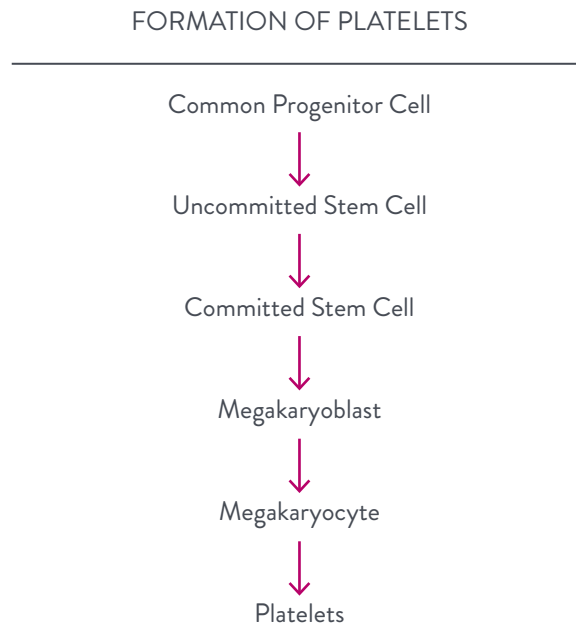 FORMATION OF PLATELETS
Common Progenitor Cell
Uncommitted Stem Cell
Committed Stem Cell
Megakaryoblast
Megakaryocyte
Platelets